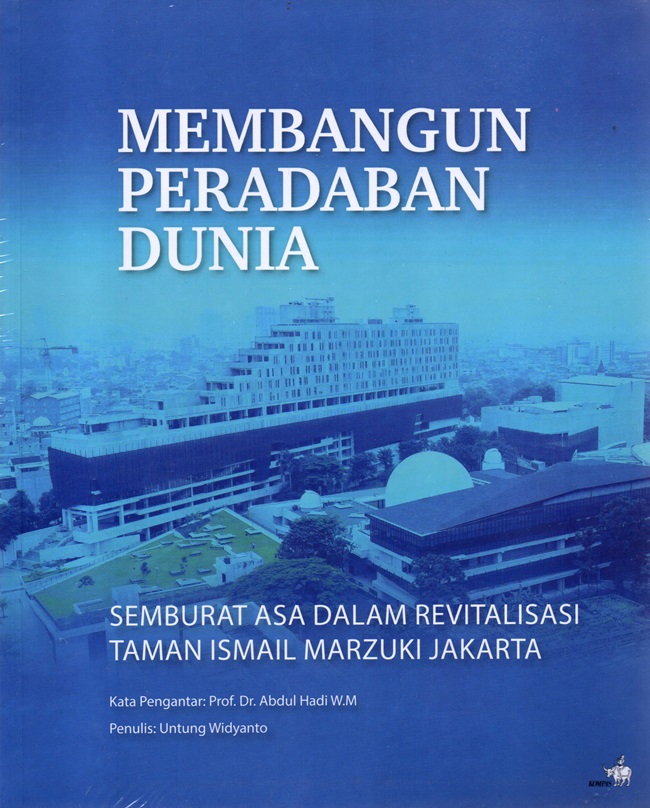 MEMBANGUN
PERADABAN
DUNIA
SEMBURAT ASA DALAM REVITALISASI
TAMAN ISMAIL MARZUKI JAKARTA
Kata Pengantar: Prof. Dr. Abdul Hadi W.M
Penulis: Untung Widyanto